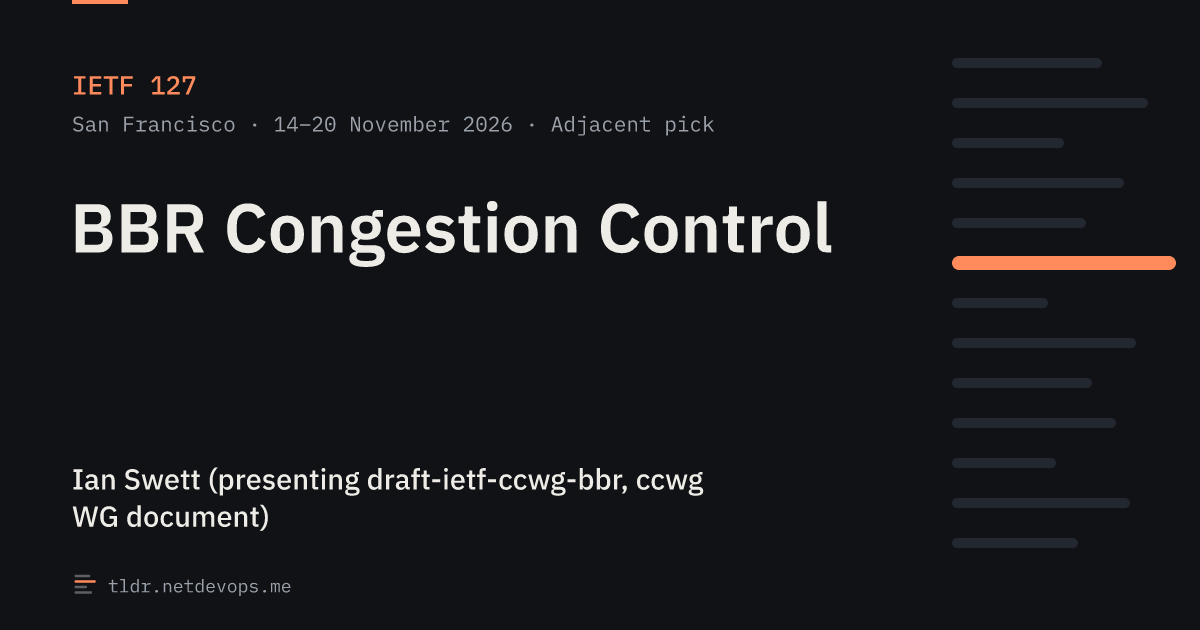 IETF 127
San Francisco · 14–20 November 2026 · Adjacent pick
BBR Congestion Control
Ian Swett (presenting draft-ietf-ccwg-bbr, ccwg
WG document)
tldr.netdevops.me